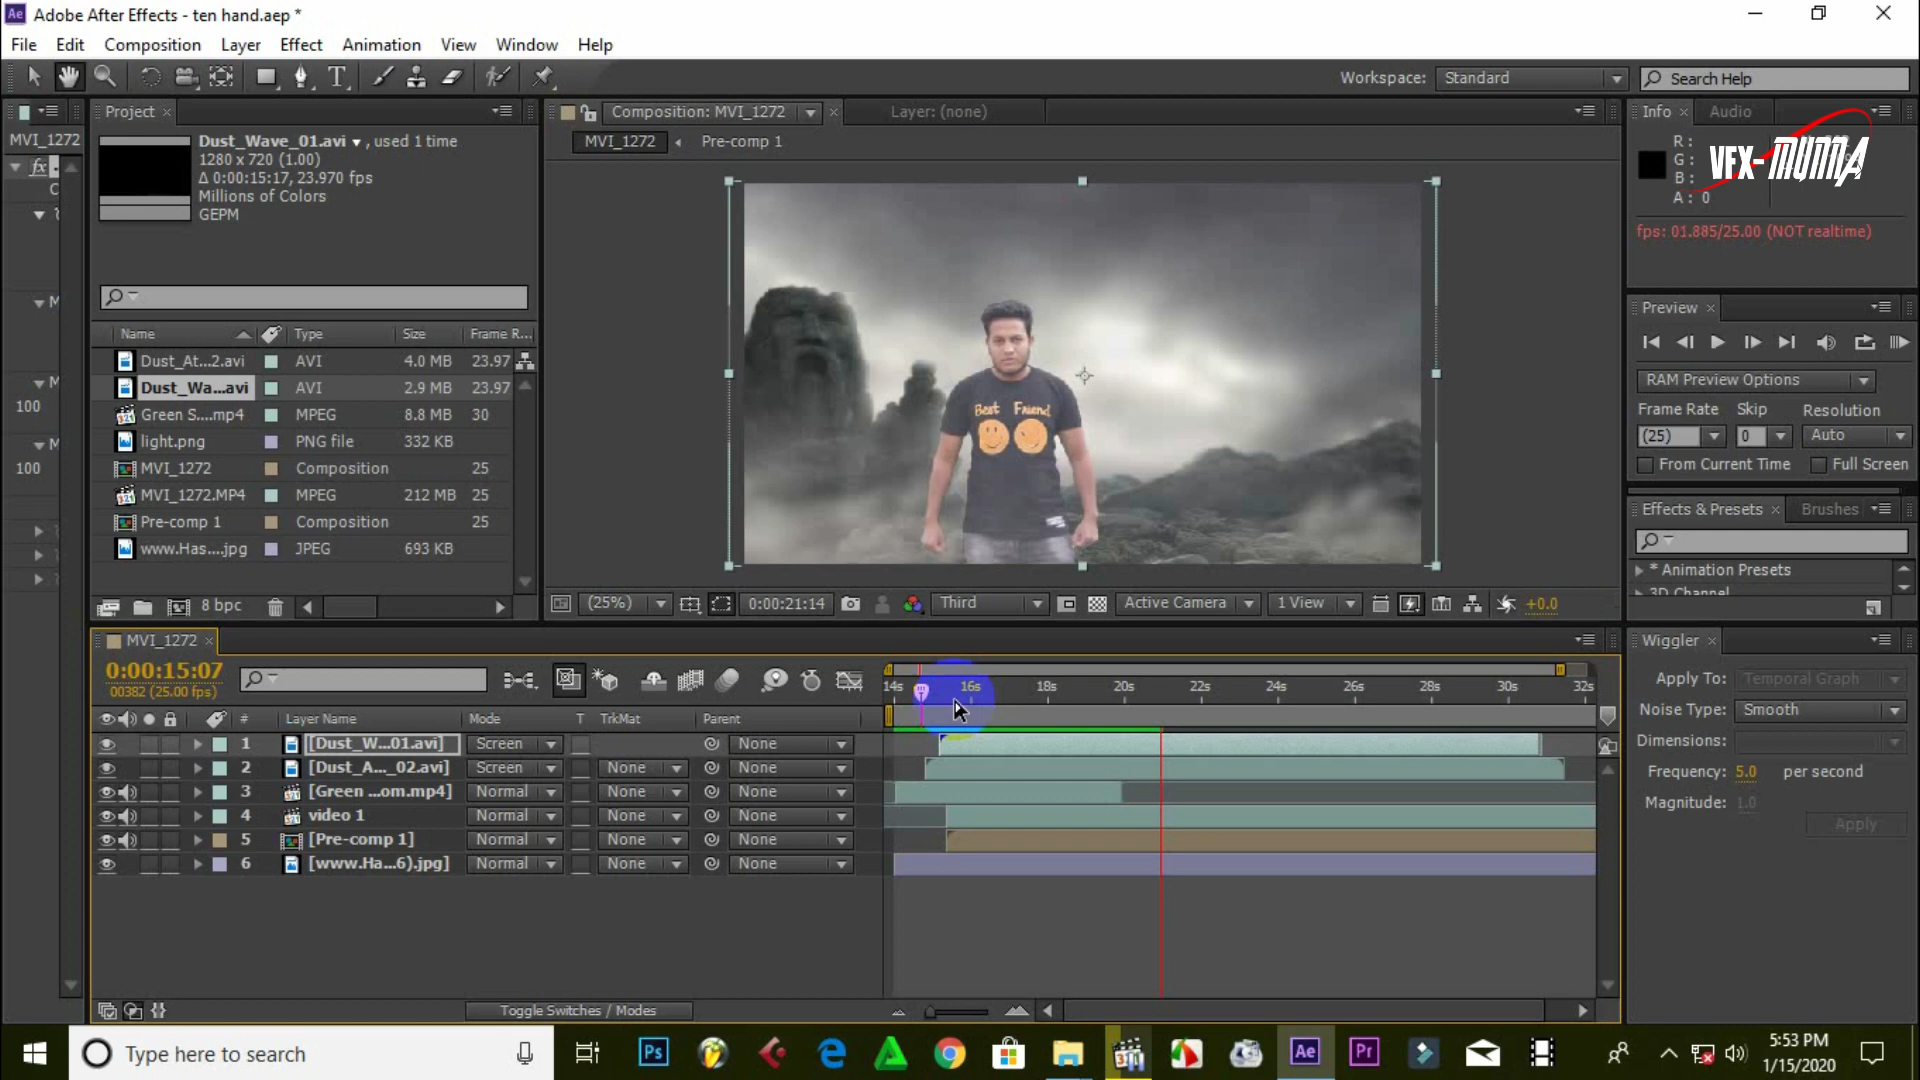 Adobe After Effects - ten hand.aep *
File Edit Composition Layer Effect Animation View Window Help
Workspace: Standard Search Help
MVI_1272
Project
Dust_Wave_01.avi , used 1 time
1280 x 720 (1.00)
Δ 0:00:15:17, 23.970 fps
Millions of Colors
GEPM
Name Type Size Frame R...
Dust_At...2.avi AVI 4.0 MB 23.97
Dust_Wa...avi AVI 2.9 MB 23.97
Green S....mp4 MPEG 8.8 MB 30
light.png PNG file 332 KB
MVI_1272 Composition 25
MVI_1272.MP4 MPEG 212 MB 25
Pre-comp 1 Composition 25
www.Has....jpg JPEG 693 KB
100
100
8 bpc
Composition: MVI_1272 Layer: (none)
MVI_1272 Pre-comp 1
Best Friend
(25%) 0:00:21:14 Third Active Camera 1 View +0.0
Info Audio
R :
G :
B :
A : 0
VFX-MUNNA
fps: 01.885/25.00 (NOT realtime)
Preview
RAM Preview Options
Frame Rate Skip Resolution
(25) 0 Auto
From Current Time Full Screen
Effects & Presets Brushes
* Animation Presets
3D Channel
MVI_1272
0:00:15:07
00382 (25.00 fps)
14s 16s 18s 20s 22s 24s 26s 28s 30s 32s
# Layer Name Mode T TrkMat Parent
1 [Dust_W...01.avi] Screen None
2 [Dust_A..._02.avi] Screen None None
3 [Green ...om.mp4] Normal None None
4 video 1 Normal None None
5 [Pre-comp 1] Normal None None
6 [www.Ha...6).jpg] Normal None None
Toggle Switches / Modes
Wiggler
Apply To: Temporal Graph
Noise Type: Smooth
Dimensions:
Frequency: 5.0 per second
Magnitude: 1.0
Apply
Type here to search
Ps
Ae
Pr
5:53 PM
1/15/2020